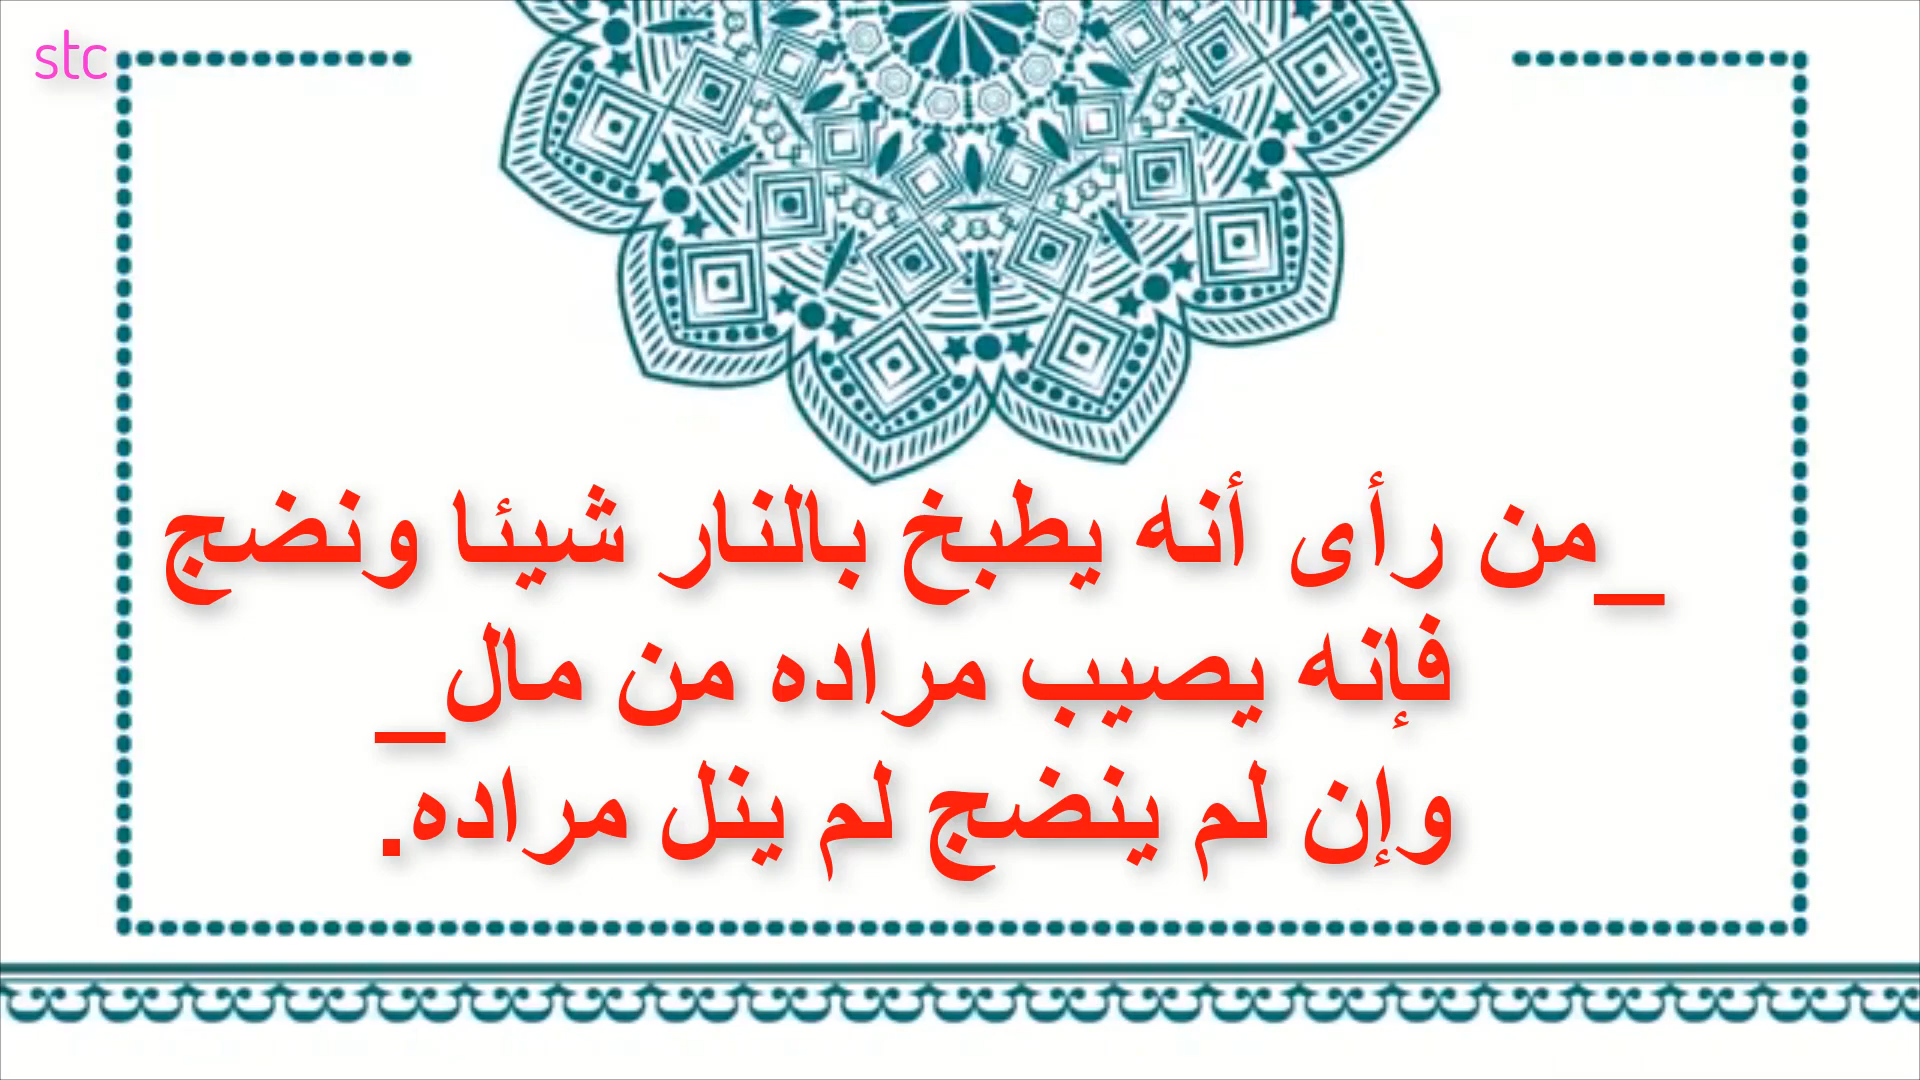 stc
_من رأى أنه يطبخ بالنار شيئا ونضج
فإنه يصيب مراده من مال_
وإن لم ينضج لم ينل مراده.